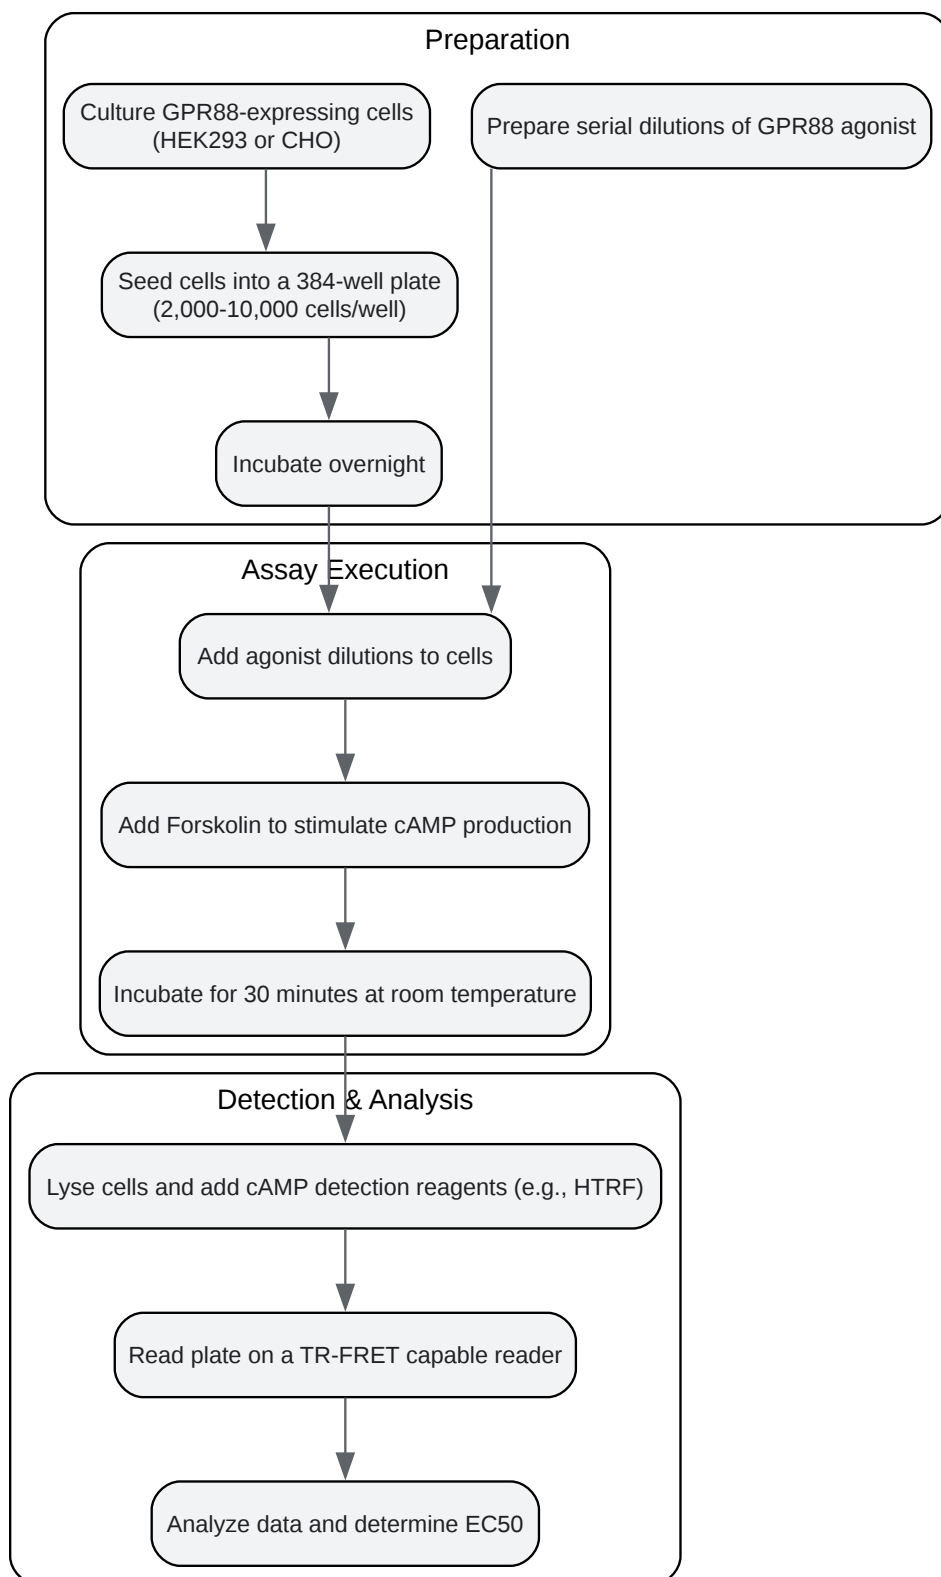 Preparation
Culture GPR88-expressing cells
(HEK293 or CHO)
Prepare serial dilutions of GPR88 agonist
Seed cells into a 384-well plate
(2,000-10,000 cells/well)
Incubate overnight
Assay Execution
Add agonist dilutions to cells
Add Forskolin to stimulate cAMP production
Incubate for 30 minutes at room temperature
Detection & Analysis
Lyse cells and add cAMP detection reagents (e.g., HTRF)
Read plate on a TR-FRET capable reader
Analyze data and determine EC50